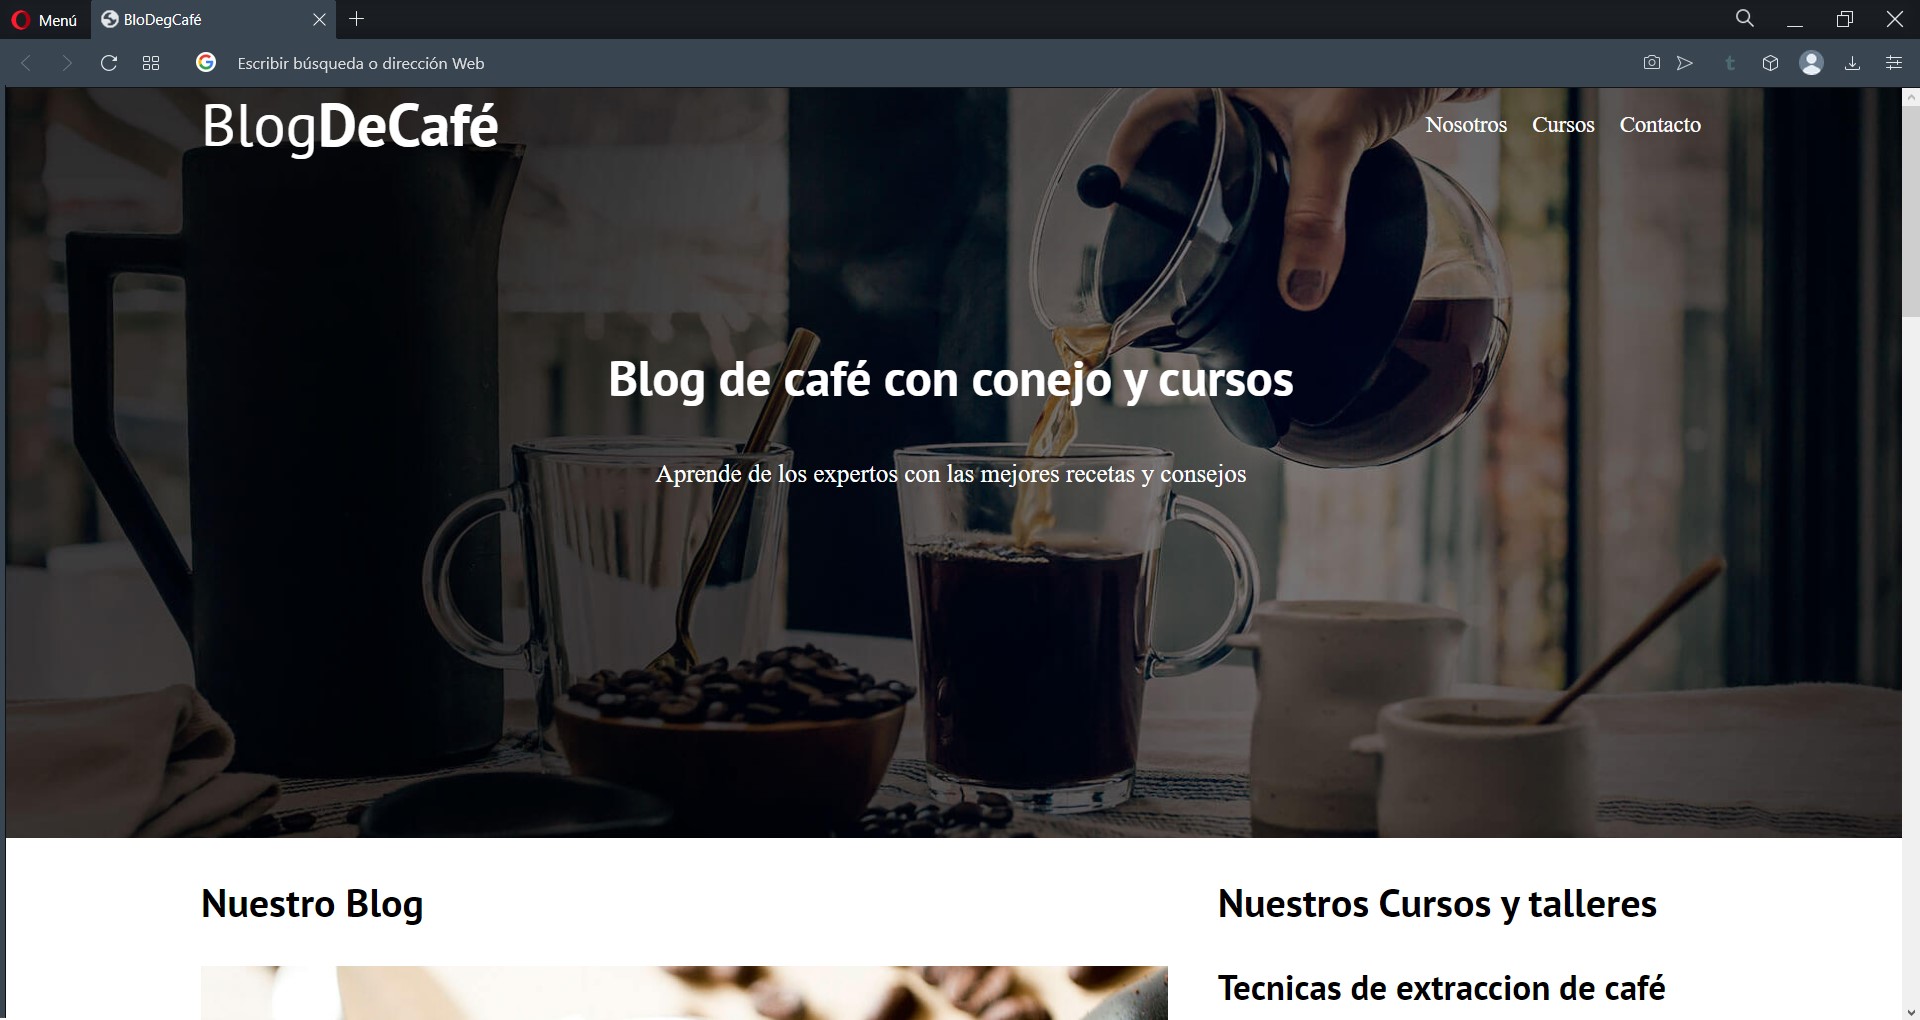 Menú
BloDegCafé
Escribir búsqueda o dirección Web
BlogDeCafé
Nosotros Cursos Contacto
Blog de café con conejo y cursos
Aprende de los expertos con las mejores recetas y consejos
Nuestro Blog
Nuestros Cursos y talleres
Tecnicas de extraccion de café